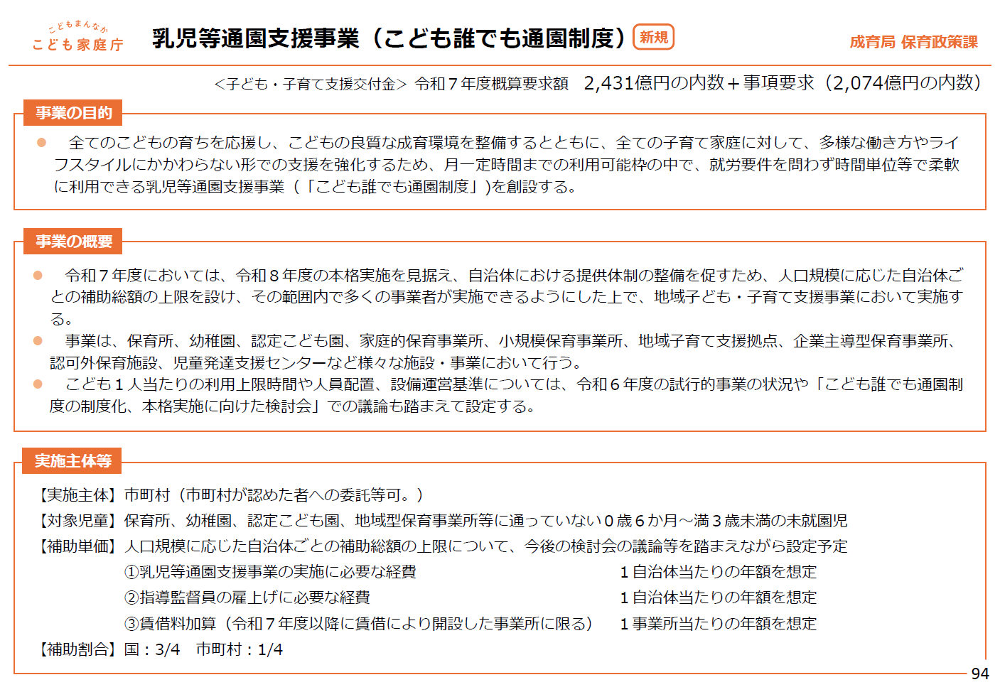 こどもまんなか
こども家庭庁
乳児等通園支援事業（こども誰でも通園制度） 新規
成育局 保育政策課
＜子ども・子育て支援交付金＞ 令和７年度概算要求額　2,431億円の内数＋事項要求（2,074億円の内数）
事業の目的
● 全てのこどもの育ちを応援し、こどもの良質な成育環境を整備するとともに、全ての子育て家庭に対して、多様な働き方やライ
フスタイルにかかわらない形での支援を強化するため、月一定時間までの利用可能枠の中で、就労要件を問わず時間単位等で柔軟
に利用できる乳児等通園支援事業（「こども誰でも通園制度」)を創設する。
事業の概要
● 令和７年度においては、令和８年度の本格実施を見据え、自治体における提供体制の整備を促すため、人口規模に応じた自治体ご
との補助総額の上限を設け、その範囲内で多くの事業者が実施できるようにした上で、地域子ども・子育て支援事業において実施す
る。
● 事業は、保育所、幼稚園、認定こども園、家庭的保育事業所、小規模保育事業所、地域子育て支援拠点、企業主導型保育事業所、
認可外保育施設、児童発達支援センターなど様々な施設・事業において行う。
● こども１人当たりの利用上限時間や人員配置、設備運営基準については、令和６年度の試行的事業の状況や「こども誰でも通園制
度の制度化、本格実施に向けた検討会」での議論も踏まえて設定する。
実施主体等
【実施主体】市町村（市町村が認めた者への委託等可。）
【対象児童】保育所、幼稚園、認定こども園、地域型保育事業所等に通っていない０歳６か月～満３歳未満の未就園児
【補助単価】人口規模に応じた自治体ごとの補助総額の上限について、今後の検討会の議論等を踏まえながら設定予定
①乳児等通園支援事業の実施に必要な経費　１自治体当たりの年額を想定
②指導監督員の雇上げに必要な経費　１自治体当たりの年額を想定
③賃借料加算（令和７年度以降に賃借により開設した事業所に限る）　１事業所当たりの年額を想定
【補助割合】国：3/4　市町村：1/4
94